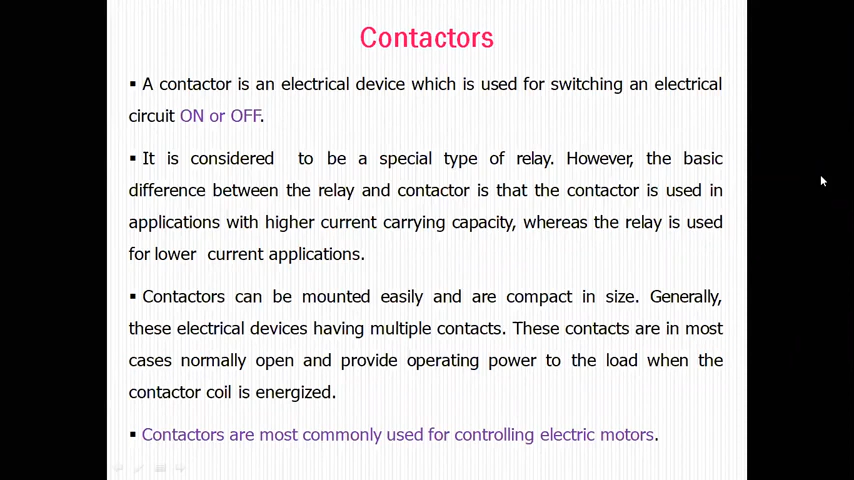 Contactors
▪ A contactor is an electrical device which is used for switching an electrical
circuit ON or OFF.
▪ It is considered to be a special type of relay. However, the basic
difference between the relay and contactor is that the contactor is used in
applications with higher current carrying capacity, whereas the relay is used
for lower current applications.
▪ Contactors can be mounted easily and are compact in size. Generally,
these electrical devices having multiple contacts. These contacts are in most
cases normally open and provide operating power to the load when the
contactor coil is energized.
▪ Contactors are most commonly used for controlling electric motors.